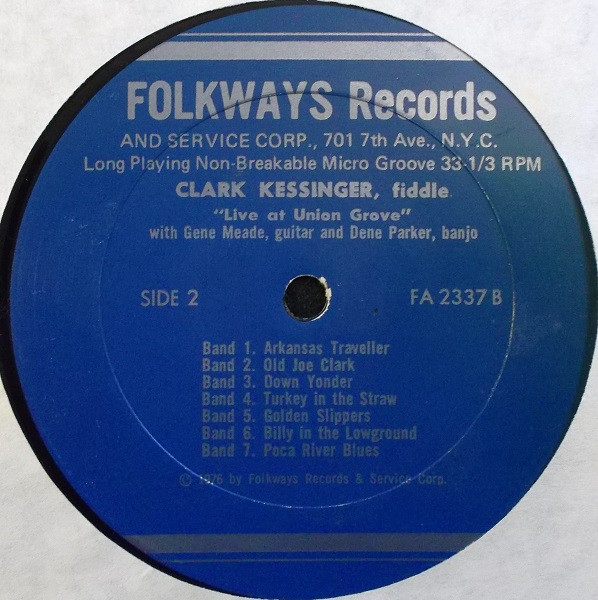 FOLKWAYS Records
AND SERVICE CORP., 701 7th Ave., N.Y.C.
Long Playing Non-Breakable Micro Groove 33-1/3 RPM
CLARK KESSINGER, fiddle
"Live at Union Grove"
with Gene Meade, guitar and Dene Parker, banjo
SIDE 2 FA 2337 B
Band 1. Arkansas Traveller
Band 2. Old Joe Clark
Band 3. Down Yonder
Band 4. Turkey in the Straw
Band 5. Golden Slippers
Band 6. Billy in the Lowground
Band 7. Poca River Blues
© 1976 by Folkways Records & Service Corp.